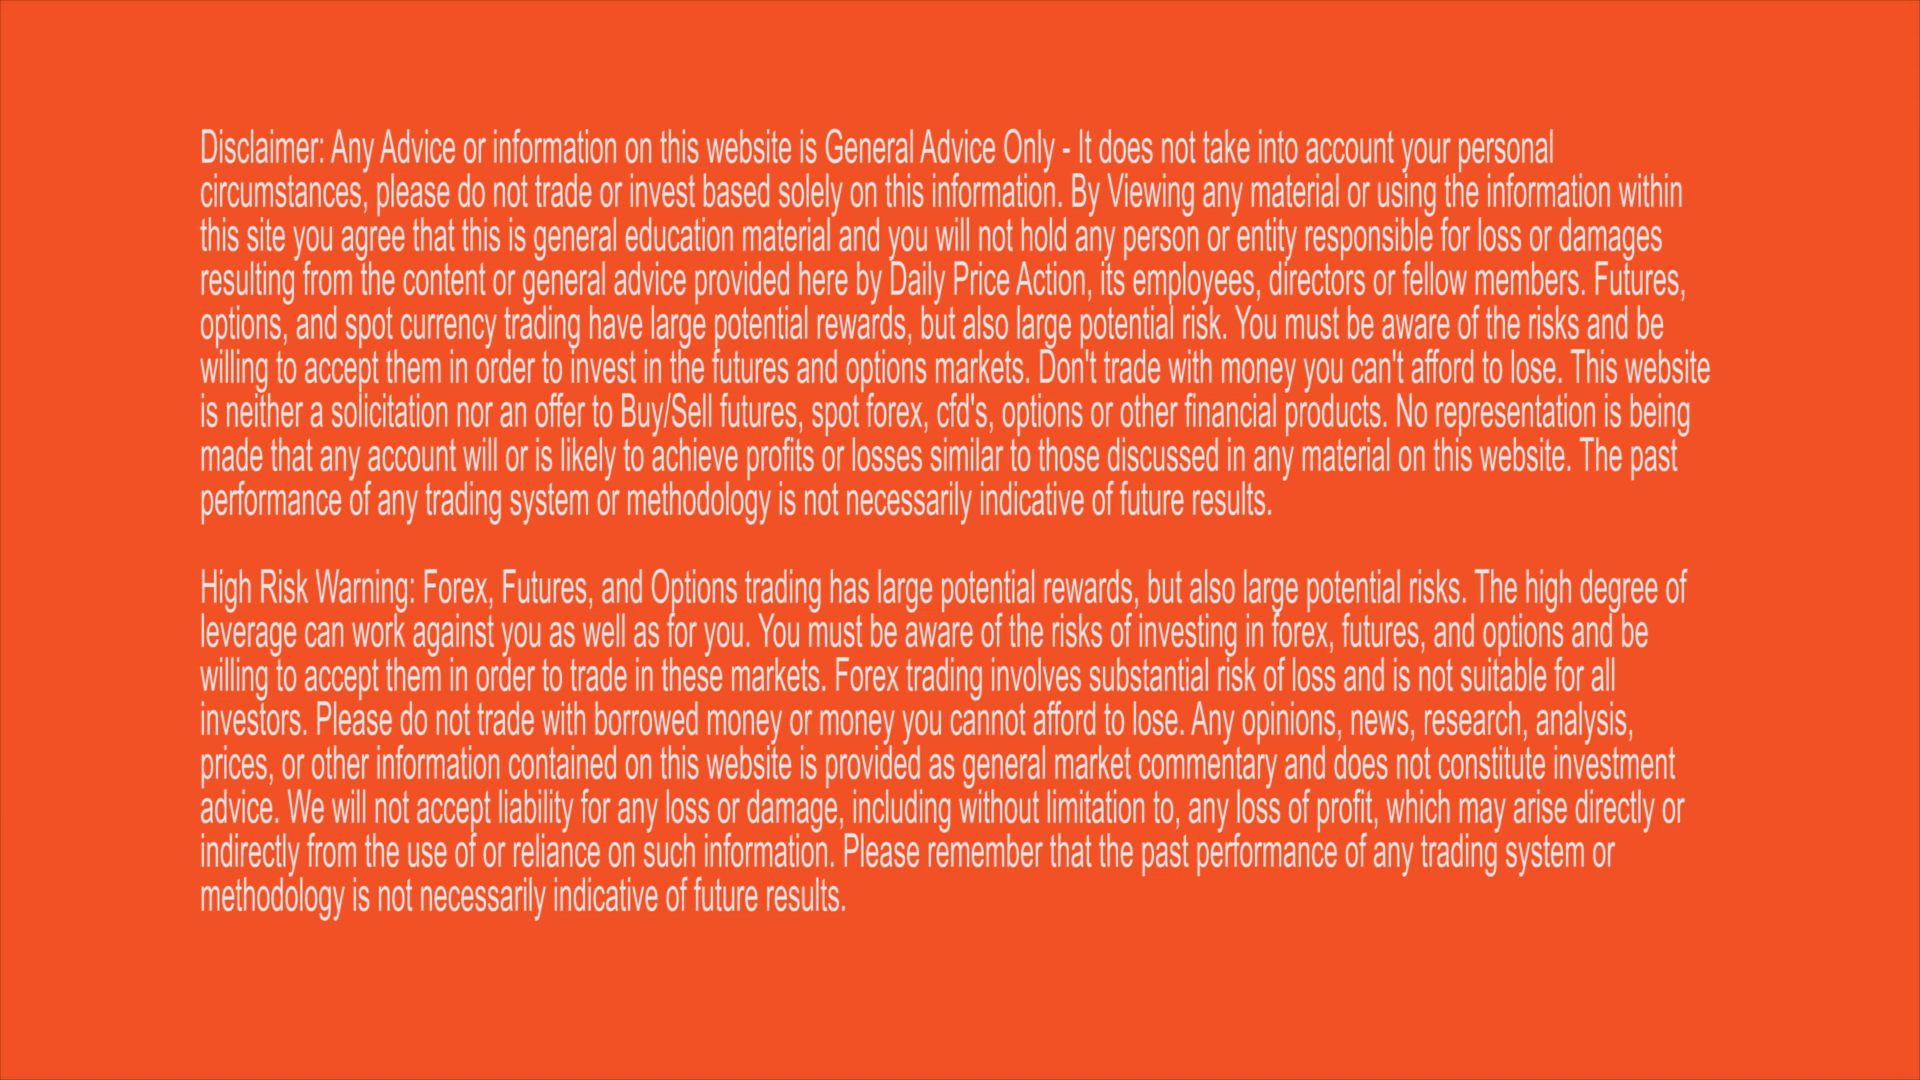 Disclaimer: Any Advice or information on this website is General Advice Only - It does not take into account your personal
circumstances, please do not trade or invest based solely on this information. By Viewing any material or using the information within
this site you agree that this is general education material and you will not hold any person or entity responsible for loss or damages
resulting from the content or general advice provided here by Daily Price Action, its employees, directors or fellow members. Futures,
options, and spot currency trading have large potential rewards, but also large potential risk. You must be aware of the risks and be
willing to accept them in order to invest in the futures and options markets. Don't trade with money you can't afford to lose. This website
is neither a solicitation nor an offer to Buy/Sell futures, spot forex, cfd's, options or other financial products. No representation is being
made that any account will or is likely to achieve profits or losses similar to those discussed in any material on this website. The past
performance of any trading system or methodology is not necessarily indicative of future results.
High Risk Warning: Forex, Futures, and Options trading has large potential rewards, but also large potential risks. The high degree of
leverage can work against you as well as for you. You must be aware of the risks of investing in forex, futures, and options and be
willing to accept them in order to trade in these markets. Forex trading involves substantial risk of loss and is not suitable for all
investors. Please do not trade with borrowed money or money you cannot afford to lose. Any opinions, news, research, analysis,
prices, or other information contained on this website is provided as general market commentary and does not constitute investment
advice. We will not accept liability for any loss or damage, including without limitation to, any loss of profit, which may arise directly or
indirectly from the use of or reliance on such information. Please remember that the past performance of any trading system or
methodology is not necessarily indicative of future results.